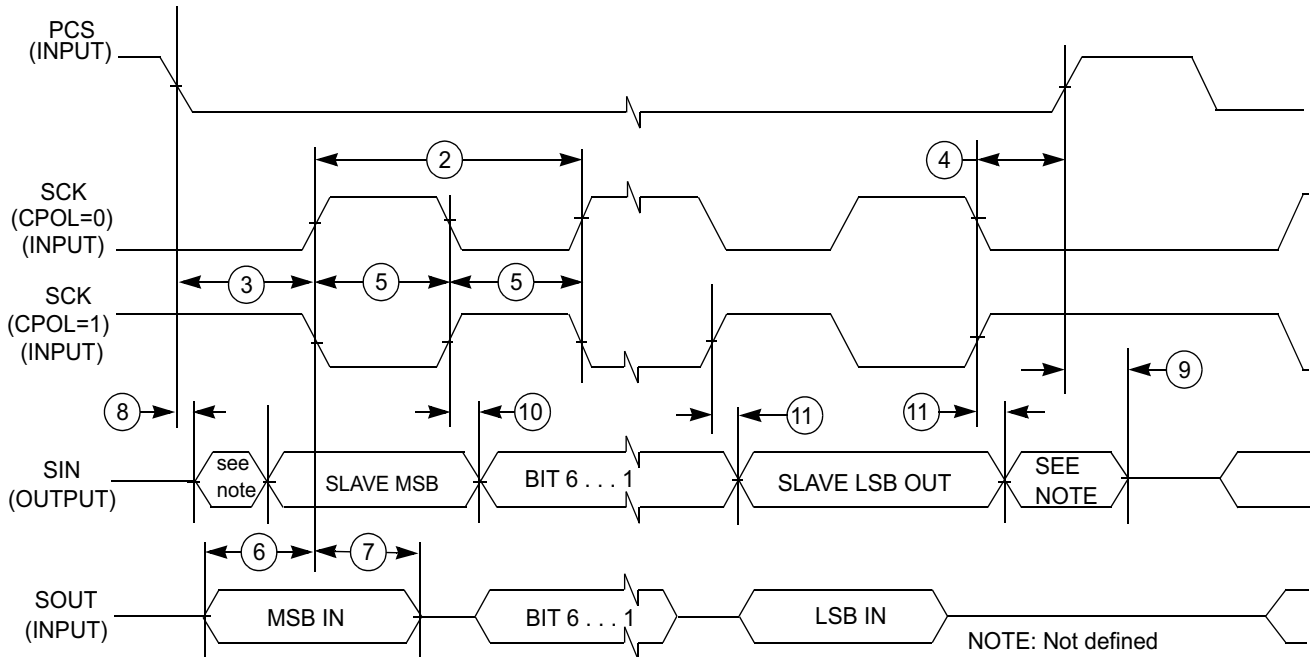 PCS
(INPUT)
2
4
SCK
(CPOL=0)
(INPUT)
3
5
5
SCK
(CPOL=1)
(INPUT)
9
8
10
11
11
SIN
(OUTPUT)
see
note
SLAVE MSB
BIT 6 . . . 1
SLAVE LSB OUT
SEE
NOTE
6
7
SOUT
(INPUT)
MSB IN
BIT 6 . . . 1
LSB IN
NOTE: Not defined